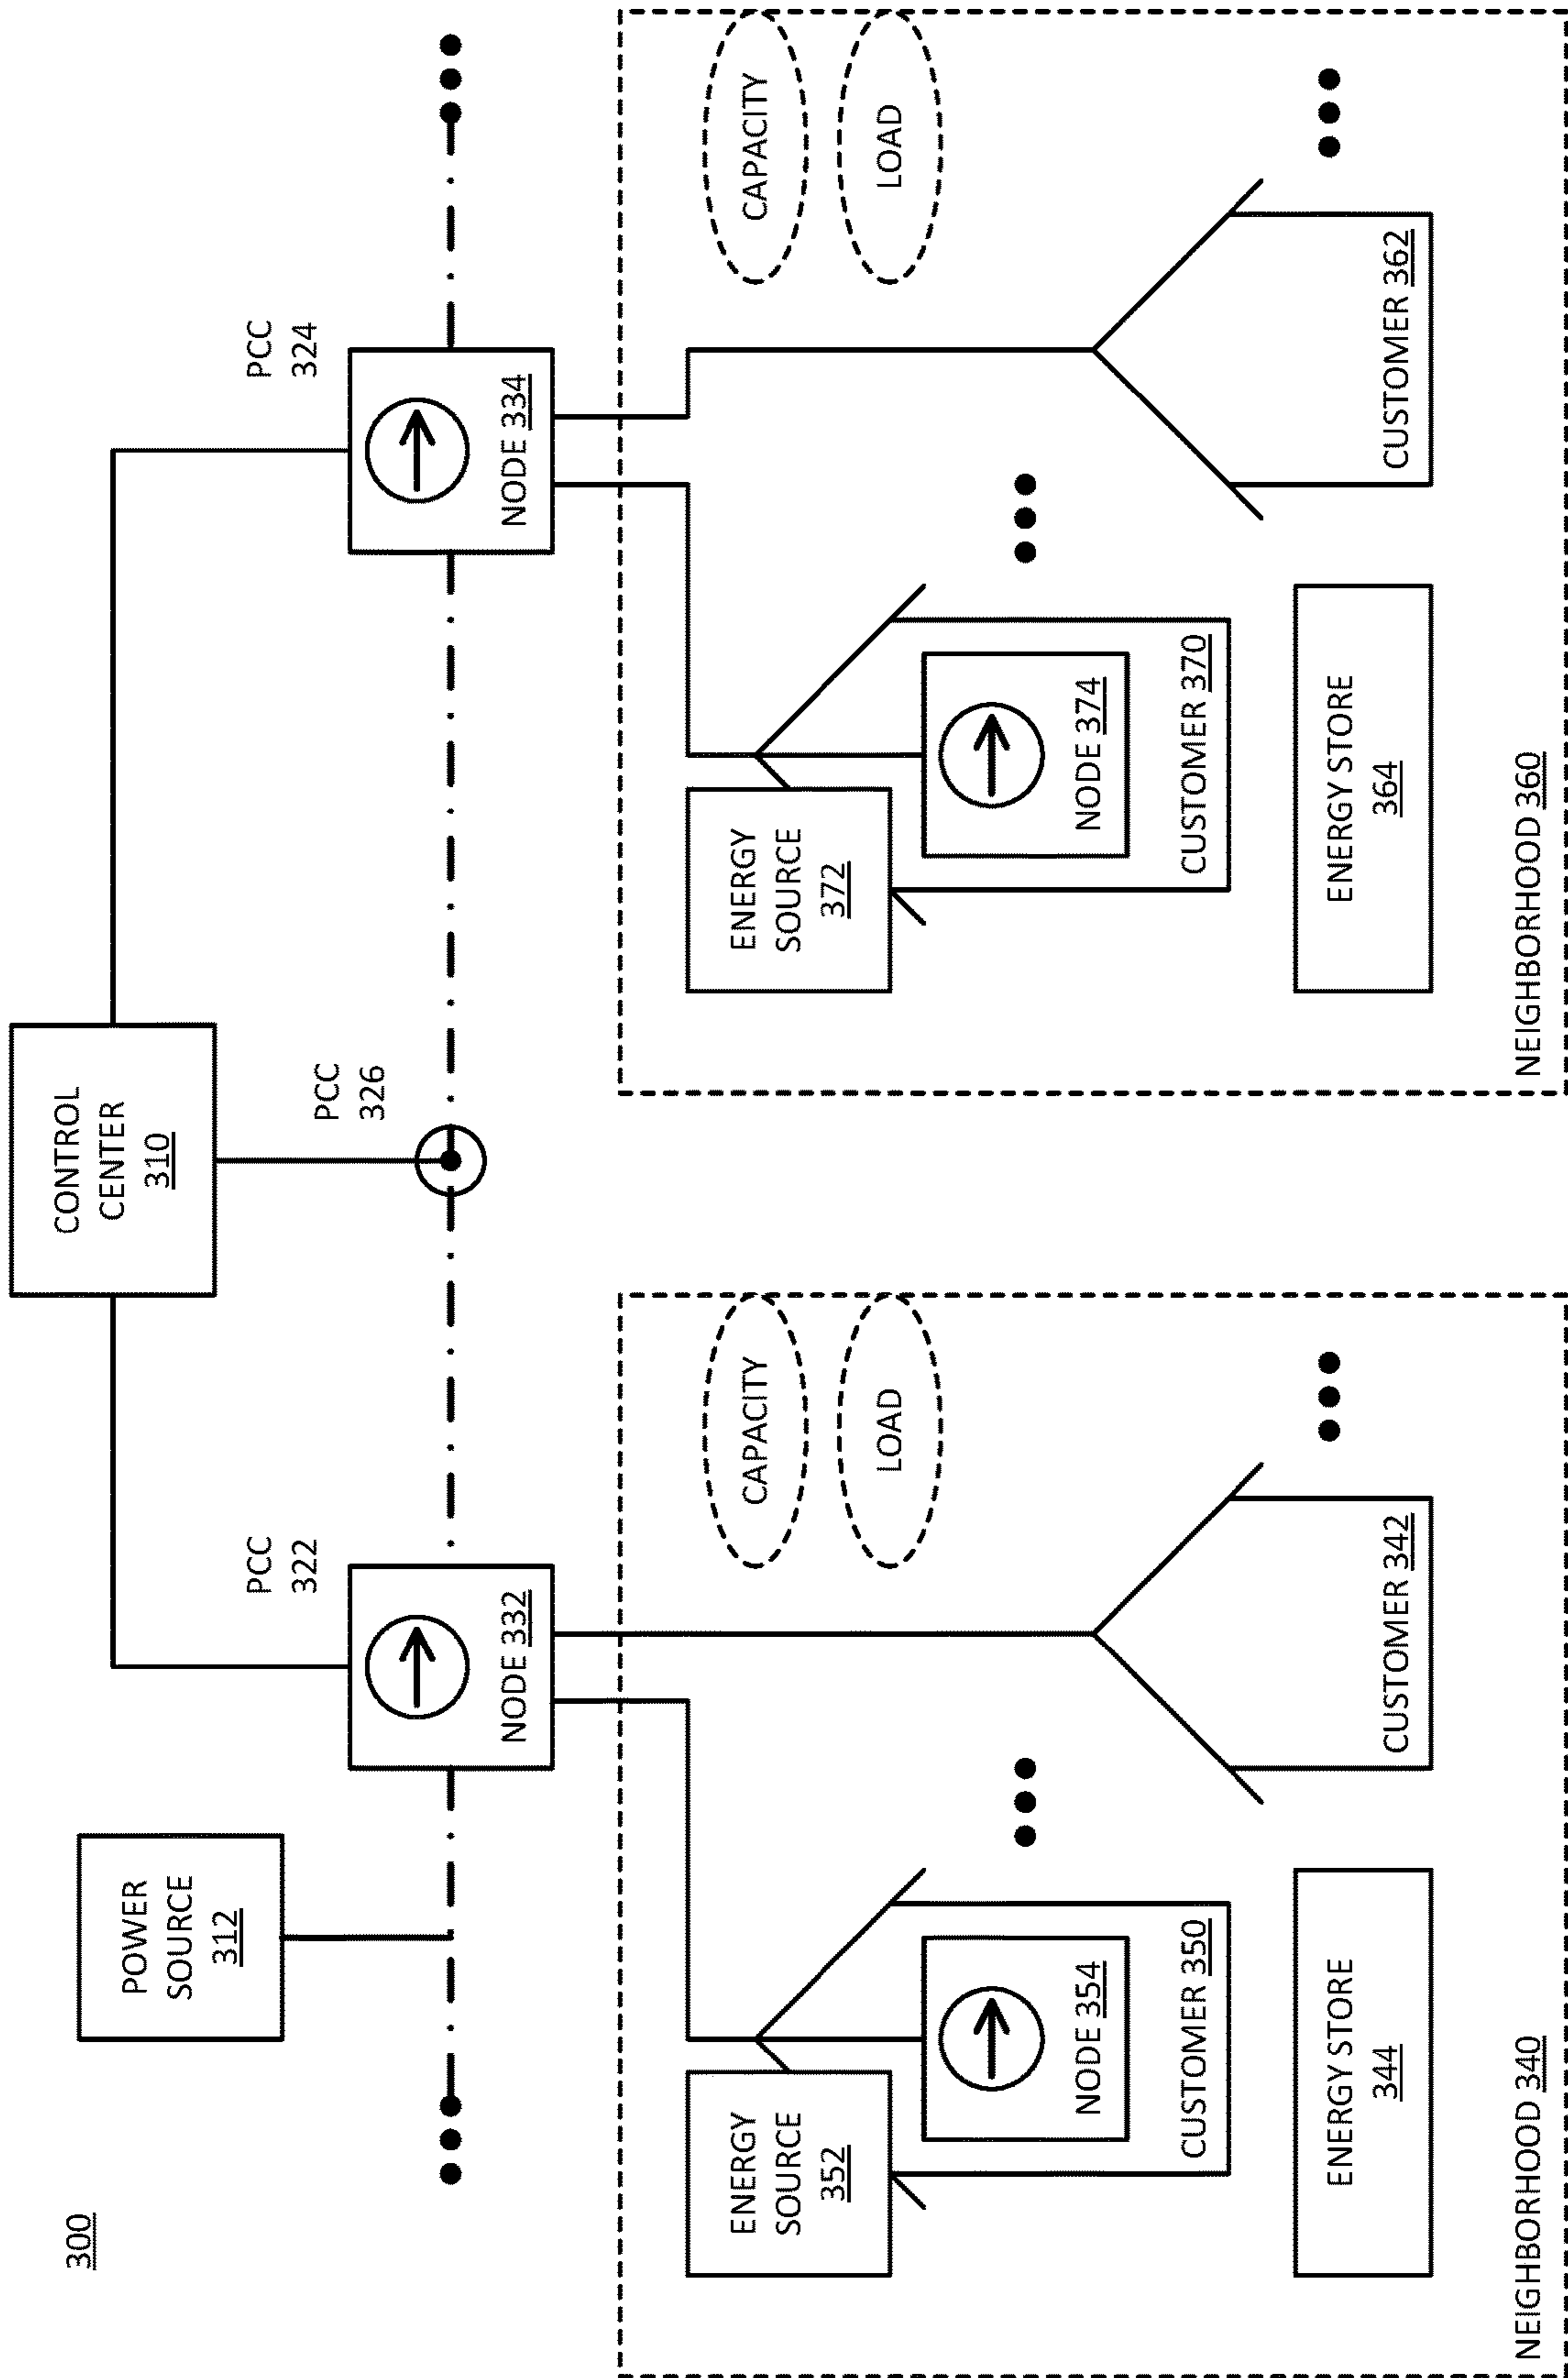 300
CONTROL
CENTER
310
POWER
SOURCE
312
PCC
322
PCC
326
PCC
324
NODE 332
NODE 334
CAPACITY
LOAD
ENERGY
SOURCE
352
NODE 354
CUSTOMER 350
CUSTOMER 342
ENERGY STORE
344
NEIGHBORHOOD 340
CAPACITY
LOAD
ENERGY
SOURCE
372
NODE 374
CUSTOMER 370
CUSTOMER 362
ENERGY STORE
364
NEIGHBORHOOD 360